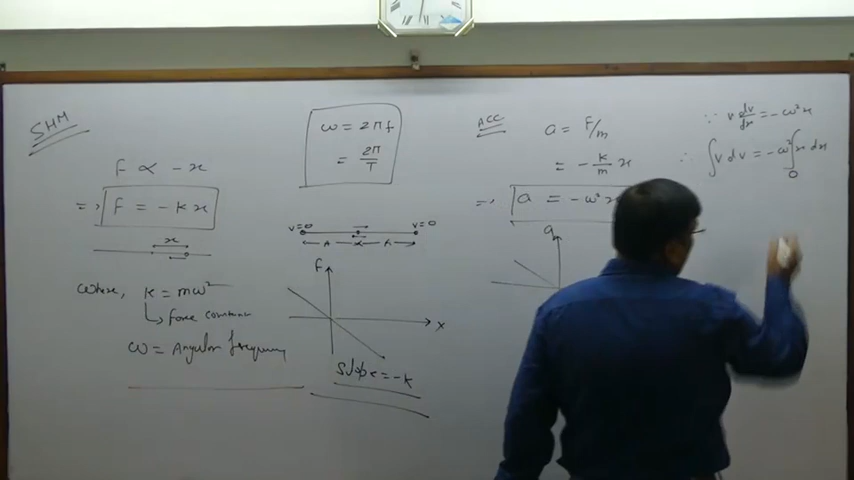 SHM
F ∝ -x
=> F = -kx
x
where, k = mω²
↳ force constant
ω = Angular frequency
ω = 2πf
= 2π/T
v=0 v=0
A x A
F
x
Slope = -k
ACC
a = F/m
= - k/m x
=> a = -ω²x
a
∵ v dv/dx = -ω²x
∴ ∫v dv = -ω² ∫x dx
0